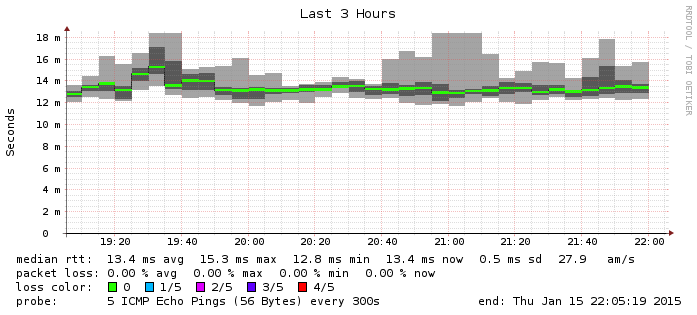 Last 3 Hours
RRDTOOL / TOBI OETIKER
Seconds
18 m
16 m
14 m
12 m
10 m
8 m
6 m
4 m
2 m
0
19:20 19:40 20:00 20:20 20:40 21:00 21:20 21:40 22:00
median rtt: 13.4 ms avg 15.3 ms max 12.8 ms min 13.4 ms now 0.5 ms sd 27.9 am/s
packet loss: 0.00 % avg 0.00 % max 0.00 % min 0.00 % now
loss color: 0 1/5 2/5 3/5 4/5
probe: 5 ICMP Echo Pings (56 Bytes) every 300s end: Thu Jan 15 22:05:19 2015